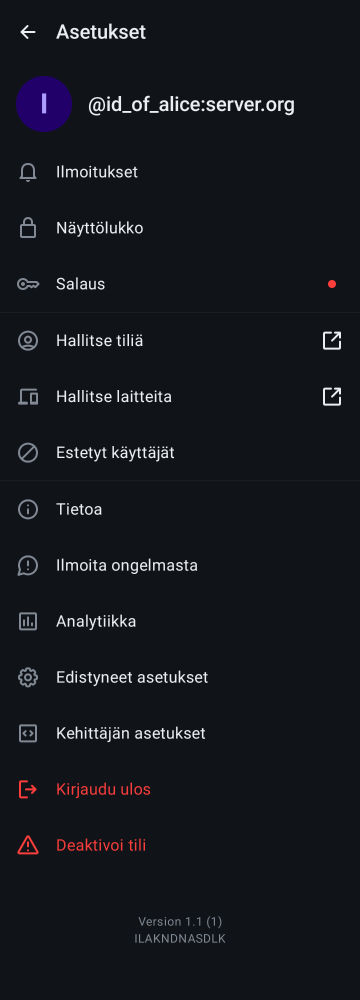 Asetukset
I
@id_of_alice:server.org
Ilmoitukset
Näyttölukko
Salaus
Hallitse tiliä
Hallitse laitteita
Estetyt käyttäjät
Tietoa
Ilmoita ongelmasta
Analytiikka
Edistyneet asetukset
Kehittäjän asetukset
Kirjaudu ulos
Deaktivoi tili
Version 1.1 (1)
ILAKNDNASDLK